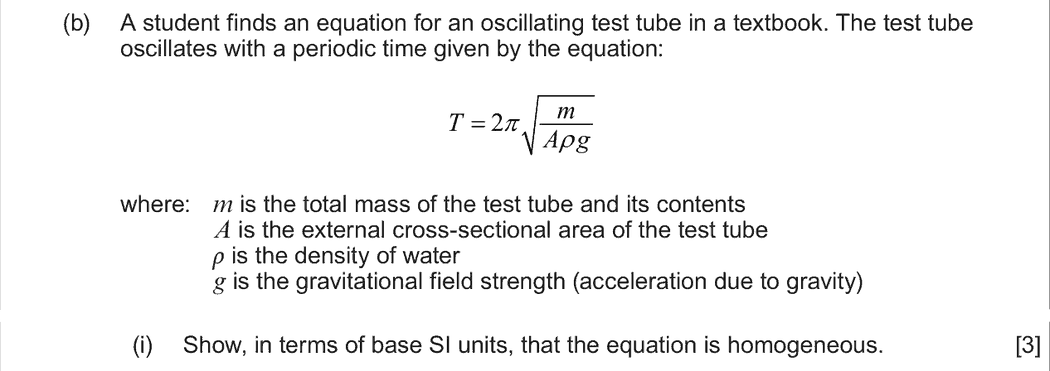 (b) A student finds an equation for an oscillating test tube in a textbook. The test tube
oscillates with a periodic time given by the equation:
T = 2π√(m/(Aρg))
where: m is the total mass of the test tube and its contents
A is the external cross-sectional area of the test tube
ρ is the density of water
g is the gravitational field strength (acceleration due to gravity)
(i) Show, in terms of base SI units, that the equation is homogeneous. [3]